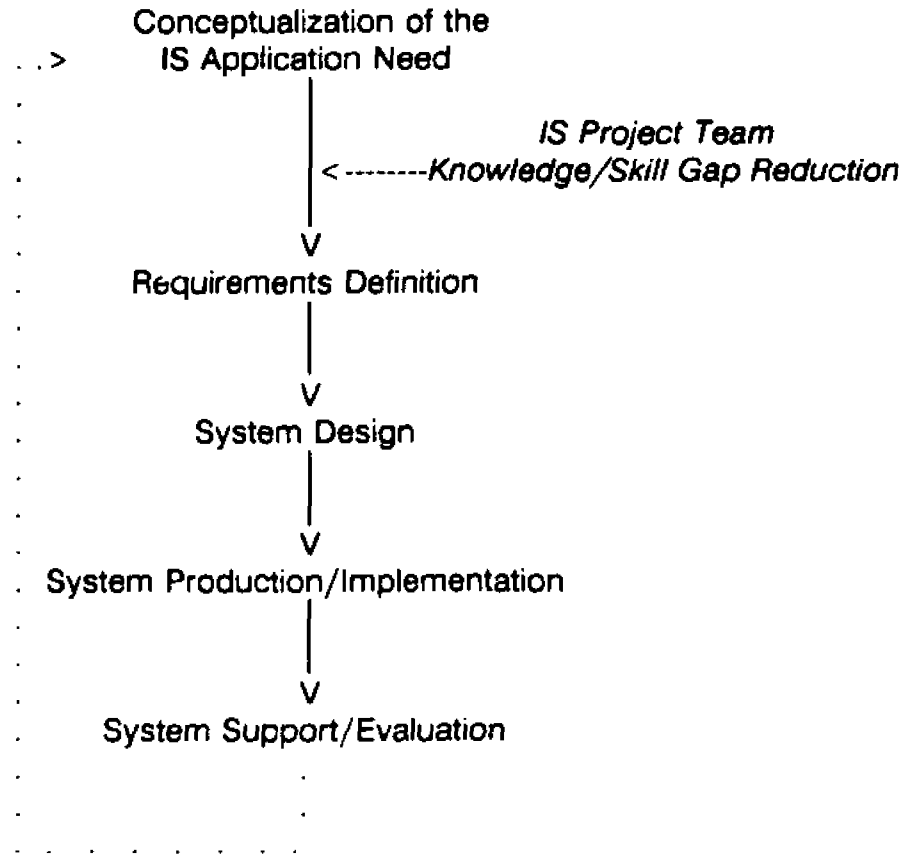 Conceptualization of the
IS Application Need
IS Project Team
Knowledge/Skill Gap Reduction
Requirements Definition
System Design
System Production/Implementation
System Support/Evaluation